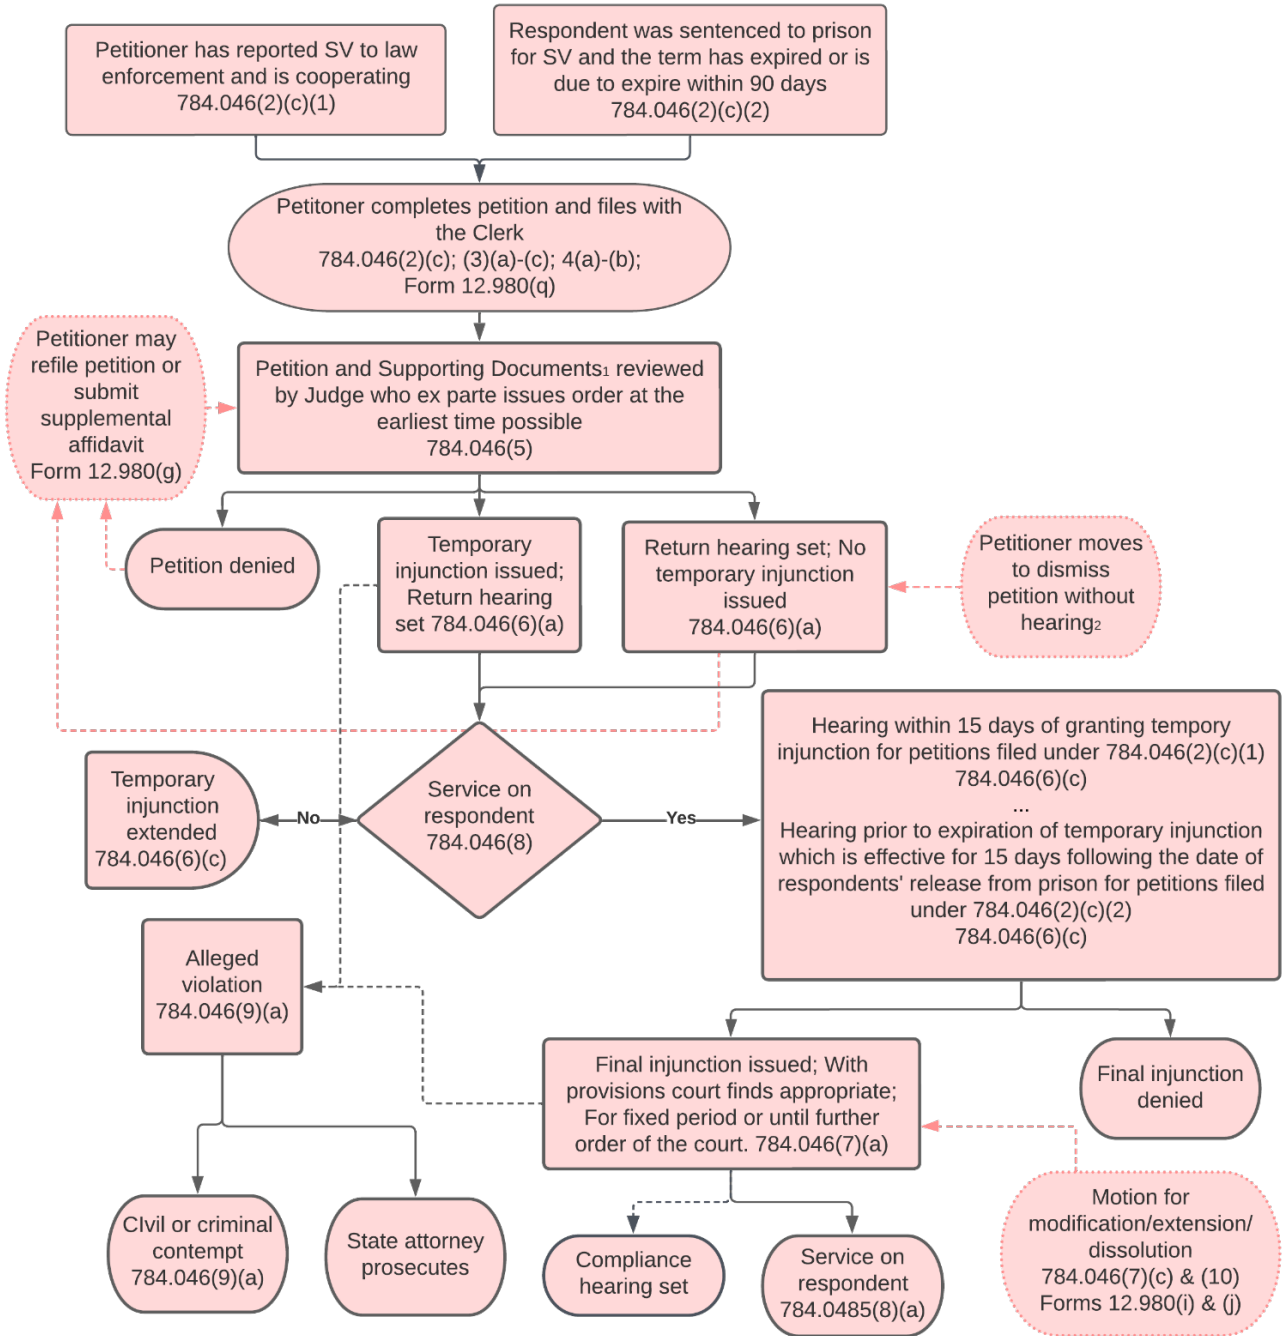 Petitioner has reported SV to law
enforcement and is cooperating
784.046(2)(c)(1)
Respondent was sentenced to prison
for SV and the term has expired or is
due to expire within 90 days
784.046(2)(c)(2)
Petitoner completes petition and files with
the Clerk
784.046(2)(c); (3)(a)-(c); 4(a)-(b);
Form 12.980(q)
Petitioner may
refile petition or
submit
supplemental
affidavit
Form 12.980(g)
Petition and Supporting Documents1 reviewed
by Judge who ex parte issues order at the
earliest time possible
784.046(5)
Petition denied
Temporary
injunction issued;
Return hearing
set 784.046(6)(a)
Return hearing set; No
temporary injunction
issued
784.046(6)(a)
Petitioner moves
to dismiss
petition without
hearing2
Temporary
injunction
extended
784.046(6)(c)
No
Service on
respondent
784.046(8)
Yes
Hearing within 15 days of granting tempory
injunction for petitions filed under 784.046(2)(c)(1)
784.046(6)(c)
...
Hearing prior to expiration of temporary injunction
which is effective for 15 days following the date of
respondents' release from prison for petitions filed
under 784.046(2)(c)(2)
784.046(6)(c)
Alleged
violation
784.046(9)(a)
Final injunction issued; With
provisions court finds appropriate;
For fixed period or until further
order of the court. 784.046(7)(a)
Final injunction
denied
CIvil or criminal
contempt
784.046(9)(a)
State attorney
prosecutes
Compliance
hearing set
Service on
respondent
784.0485(8)(a)
Motion for
modification/extension/
dissolution
784.046(7)(c) & (10)
Forms 12.980(i) & (j)